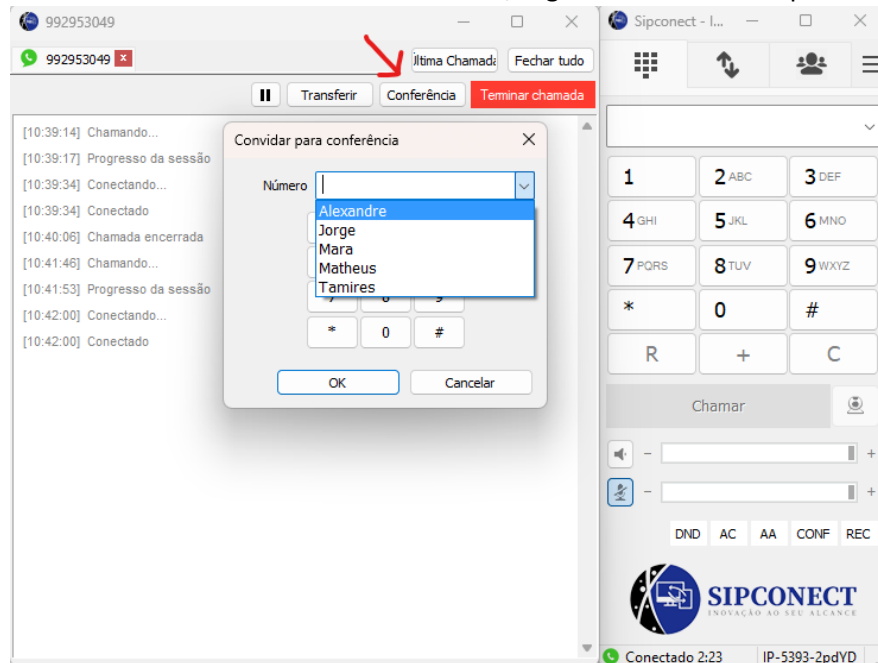 992953049
992953049
Última Chamada
Fechar tudo
Transferir
Conferência
Teminar chamada
[10:39:14] Chamando...
[10:39:17] Progresso da sessão
[10:39:34] Conectando...
[10:39:34] Conectado
[10:40:06] Chamada encerrada
[10:41:46] Chamando...
[10:41:53] Progresso da sessão
[10:42:00] Conectando...
[10:42:00] Conectado
Convidar para conferência
Número
Alexandre
Jorge
Mara
Matheus
Tamires
* 0 #
OK
Cancelar
Sipconect - I...
1 2 ABC 3 DEF
4 GHI 5 JKL 6 MNO
7 PQRS 8 TUV 9 WXYZ
* 0 #
R + C
Chamar
- +
- +
DND AC AA CONF REC
SIPCONECT
INOVAÇÃO AO SEU ALCANCE
Conectado 2:23
IP-5393-2pdYD